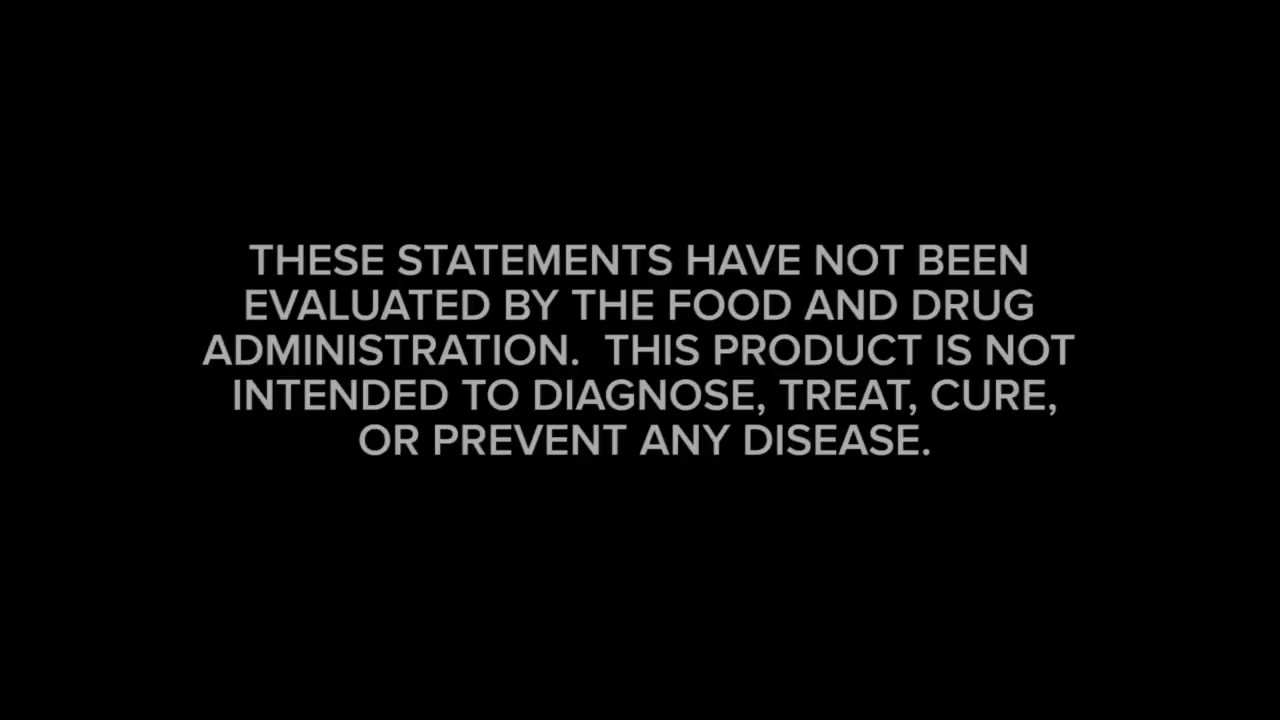 THESE STATEMENTS HAVE NOT BEEN
EVALUATED BY THE FOOD AND DRUG
ADMINISTRATION.  THIS PRODUCT IS NOT
INTENDED TO DIAGNOSE, TREAT, CURE,
OR PREVENT ANY DISEASE.